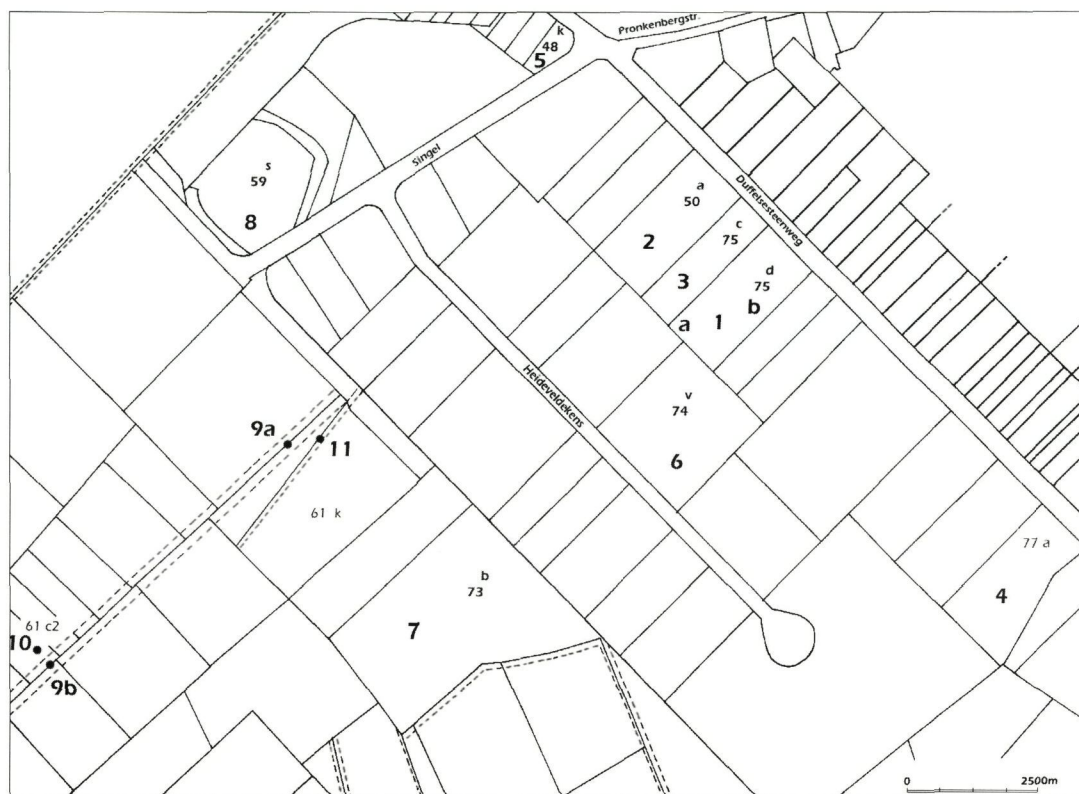 Pronkenbergstr.
k
48
5
Singel
s
59
8
a
50
2
c
75
3
d
75
b
a
1
Duffelsesteenweg
Heideveldekens
v
74
6
9a
11
61 k
77 a
4
b
73
7
61 c2
10
9b
0 2500m